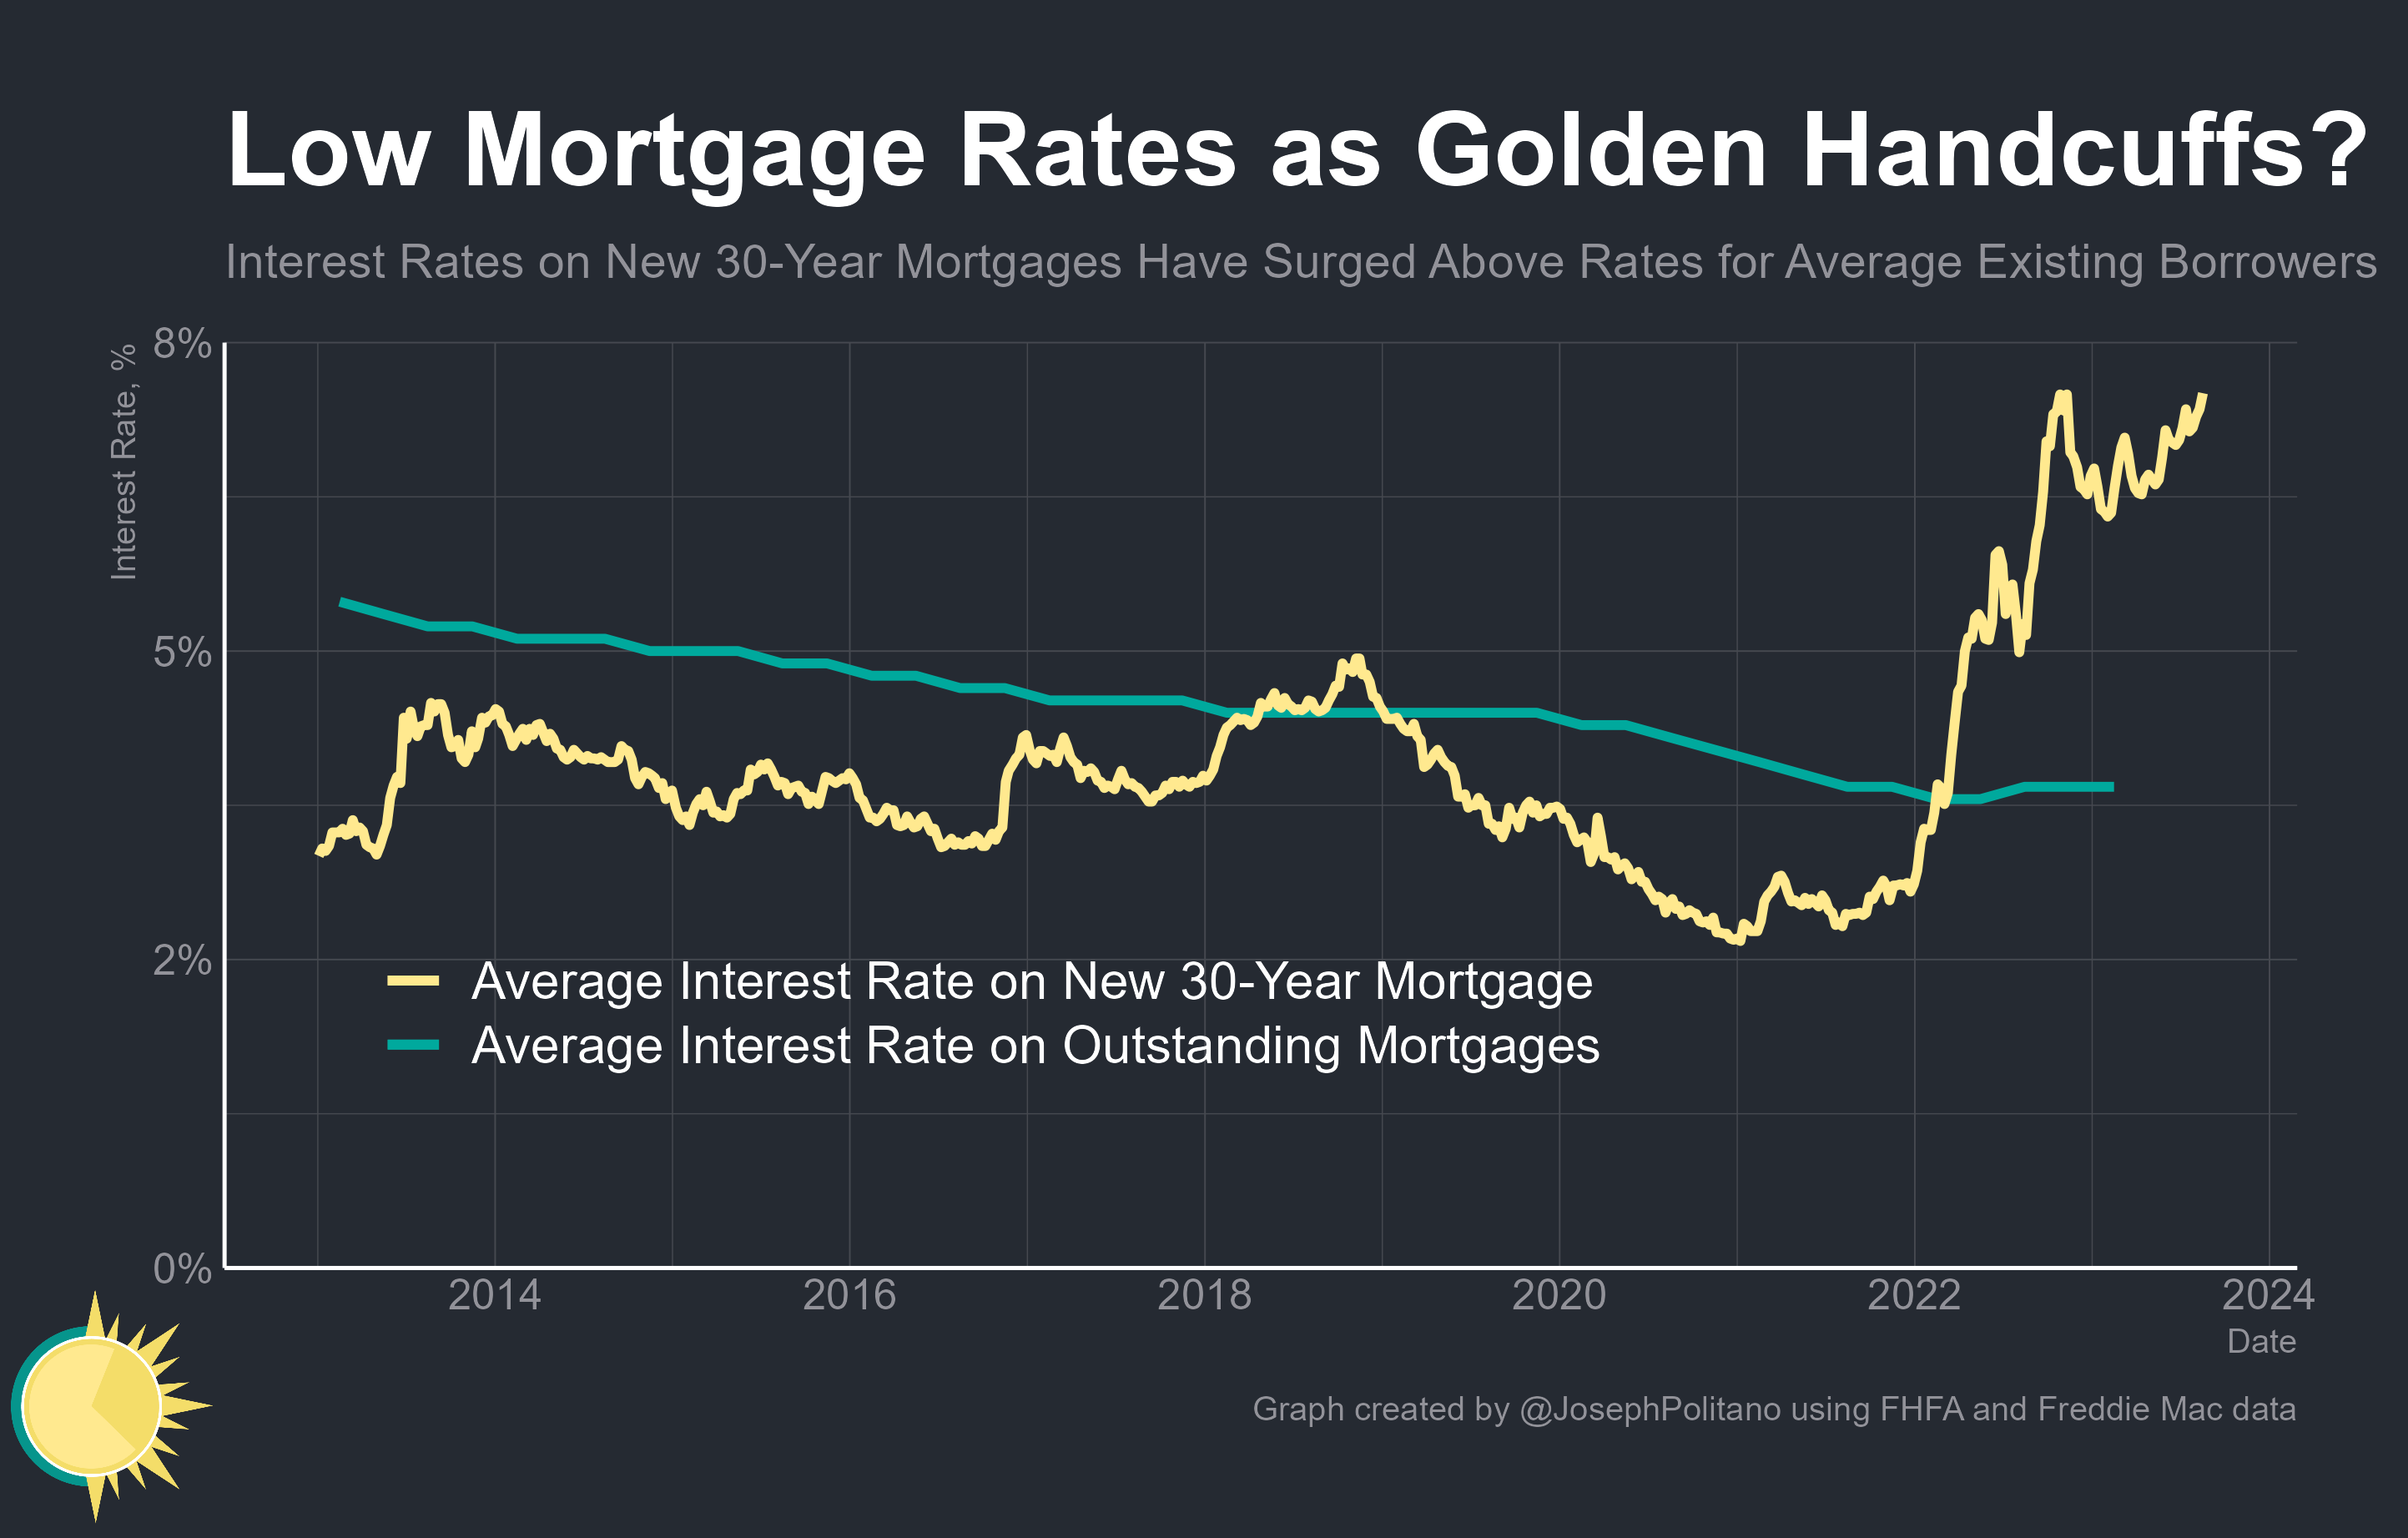 Low Mortgage Rates as Golden Handcuffs?
Interest Rates on New 30-Year Mortgages Have Surged Above Rates for Average Existing Borrowers
Interest Rate, %
8%
5%
2%
0%
Average Interest Rate on New 30-Year Mortgage
Average Interest Rate on Outstanding Mortgages
2014 2016 2018 2020 2022 2024
Date
Graph created by @JosephPolitano using FHFA and Freddie Mac data